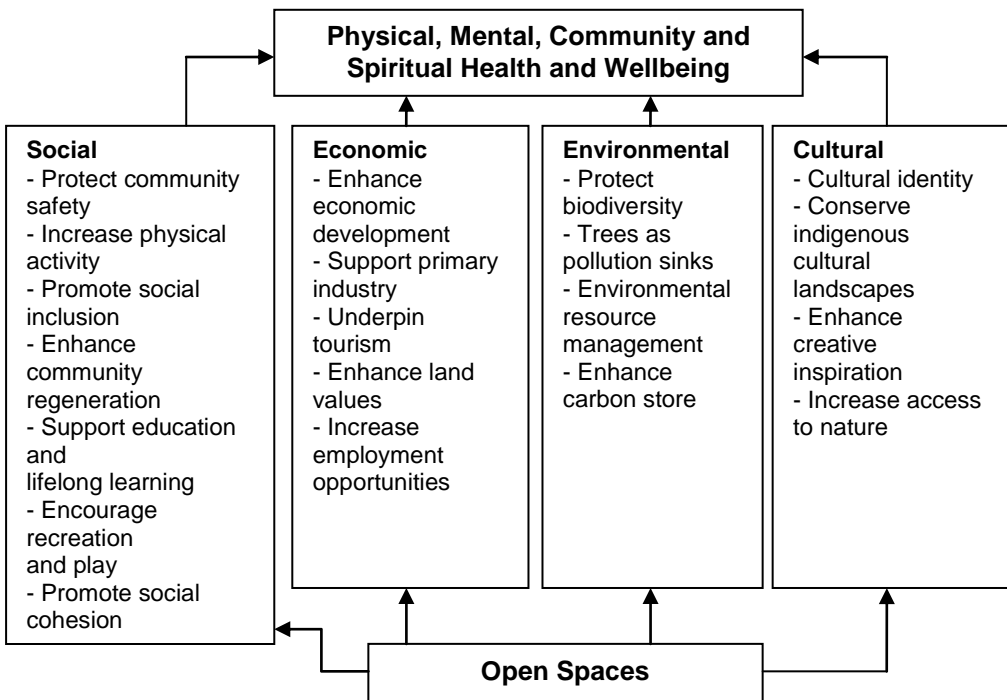 Physical, Mental, Community and
Spiritual Health and Wellbeing
Social
- Protect community
safety
- Increase physical
activity
- Promote social
inclusion
- Enhance
community
regeneration
- Support education
and
lifelong learning
- Encourage
recreation
and play
- Promote social
cohesion
Economic
- Enhance
economic
development
- Support primary
industry
- Underpin
tourism
- Enhance land
values
- Increase
employment
opportunities
Environmental
- Protect
biodiversity
- Trees as
pollution sinks
- Environmental
resource
management
- Enhance
carbon store
Cultural
- Cultural identity
- Conserve
indigenous
cultural
landscapes
- Enhance
creative
inspiration
- Increase access
to nature
Open Spaces